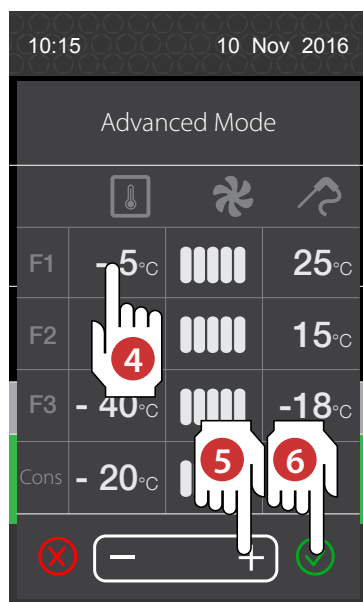 10:15 10 Nov 2016
Advanced Mode
F1 - 5°C 25°C
F2 15°C
4
F3 - 40°C -18°C
5 6
Cons - 20°C
− +